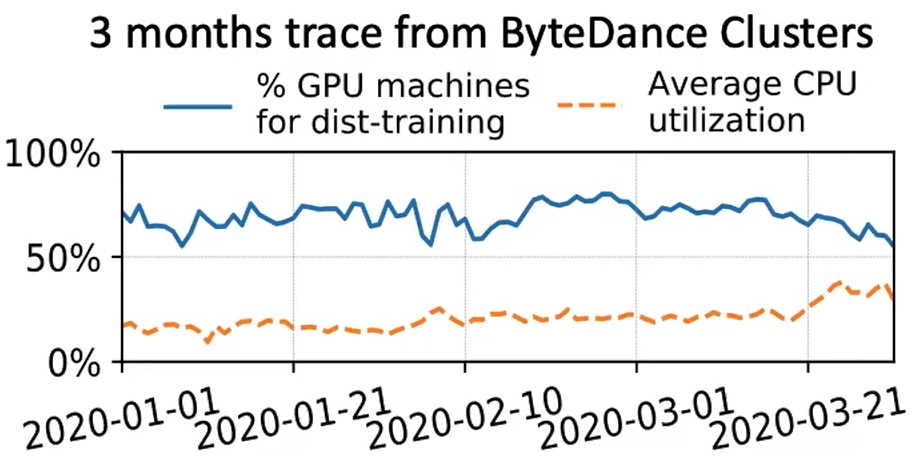 3 months trace from ByteDance Clusters
% GPU machines
for dist-training
Average CPU
utilization
100%
50%
0%
2020-01-01
2020-01-21
2020-02-10
2020-03-01
2020-03-21